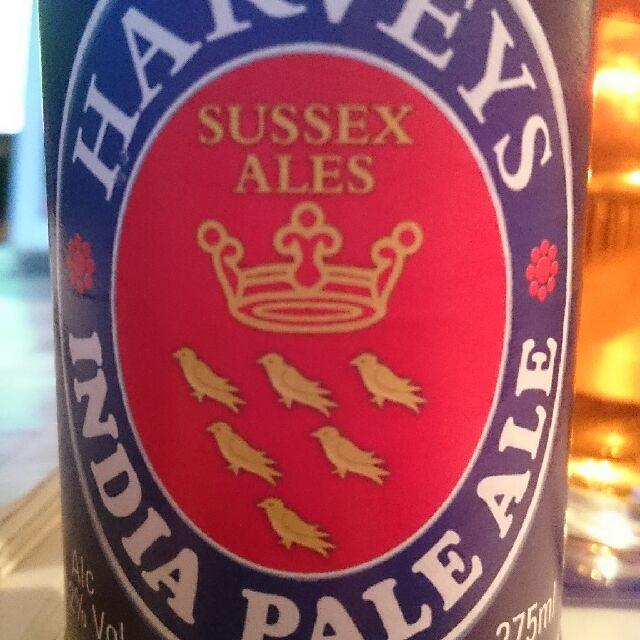 HARVEYS
SUSSEX
ALES
INDIA PALE ALE
Alc
% Vol
275ml